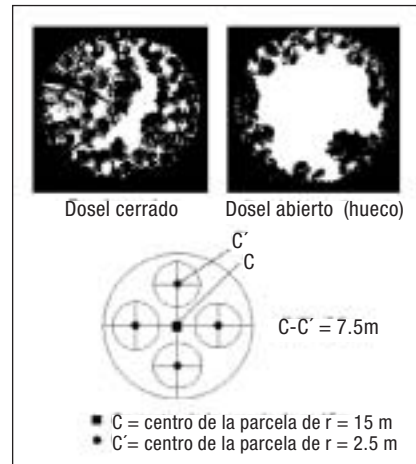 Dosel cerrado
Dosel abierto (hueco)
C´
C
C-C´ = 7.5m
C = centro de la parcela de r = 15 m
C´= centro de la parcela de r = 2.5 m